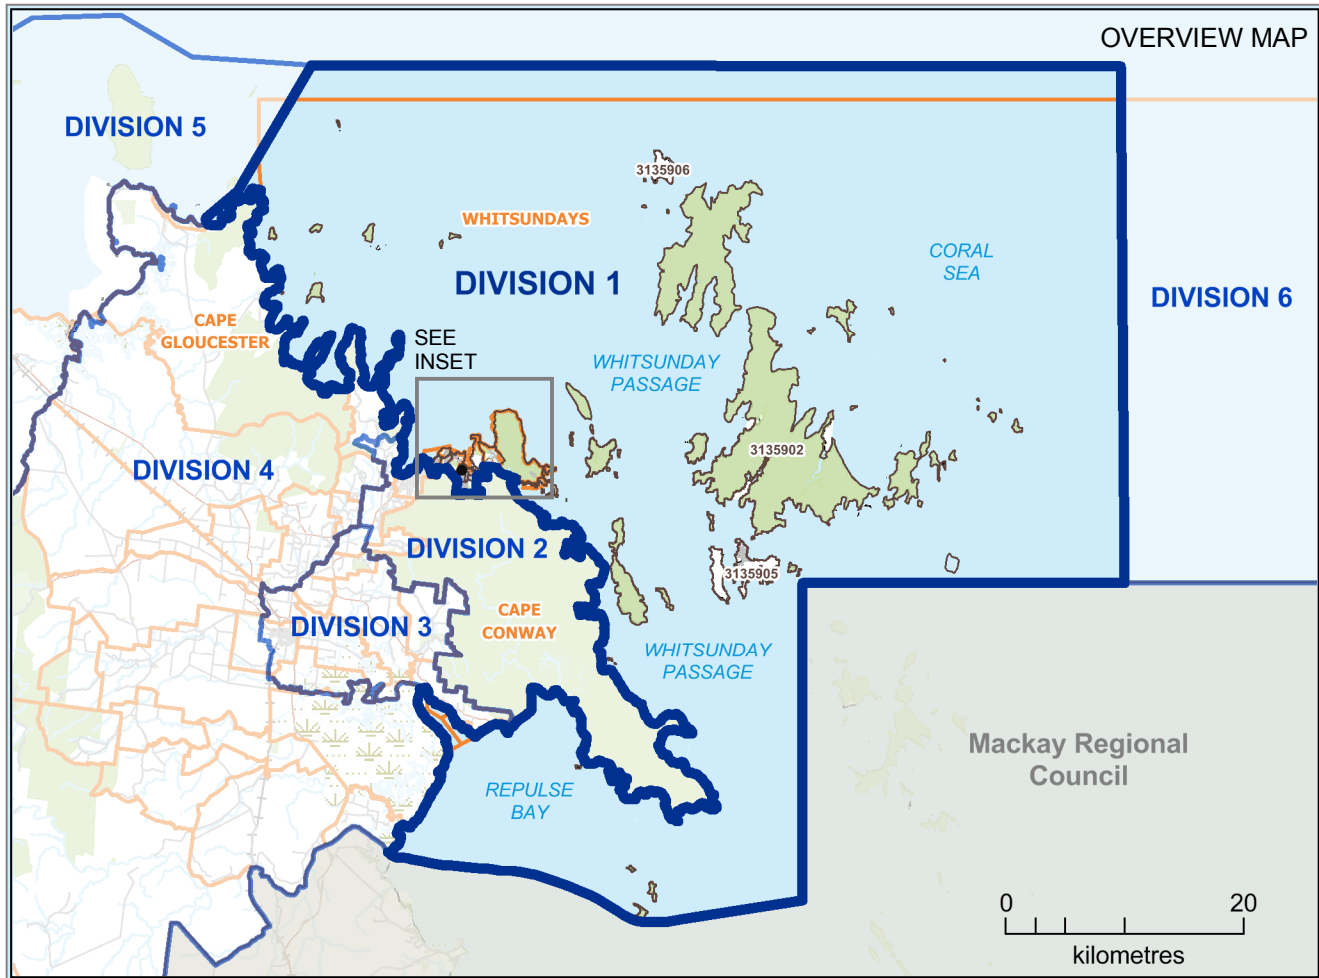 OVERVIEW MAP
DIVISION 5
3135906
WHITSUNDAYS
CORAL
SEA
DIVISION 1
DIVISION 6
CAPE
GLOUCESTER
SEE
INSET
WHITSUNDAY
PASSAGE
3135902
DIVISION 4
DIVISION 2
3135905
CAPE
CONWAY
DIVISION 3
WHITSUNDAY
PASSAGE
Mackay Regional
Council
REPULSE
BAY
0 20
kilometres